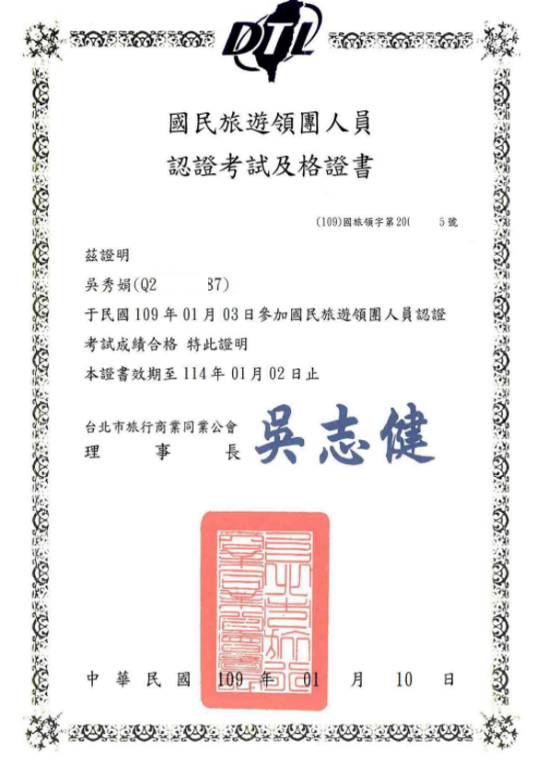 DTL
國民旅遊領團人員
認證考試及格證書
(109)國旅領字第20( 5號
茲證明
吳秀娟(Q2 87)
于民國 109 年 01 月 03 日參加國民旅遊領團人員認證
考試成績合格 特此證明
本證書效期至 114 年 01 月 02 日止
台北市旅行商業同業公會
理 事 長 吳志健
中 華 民 國 109 年 01 月 10 日